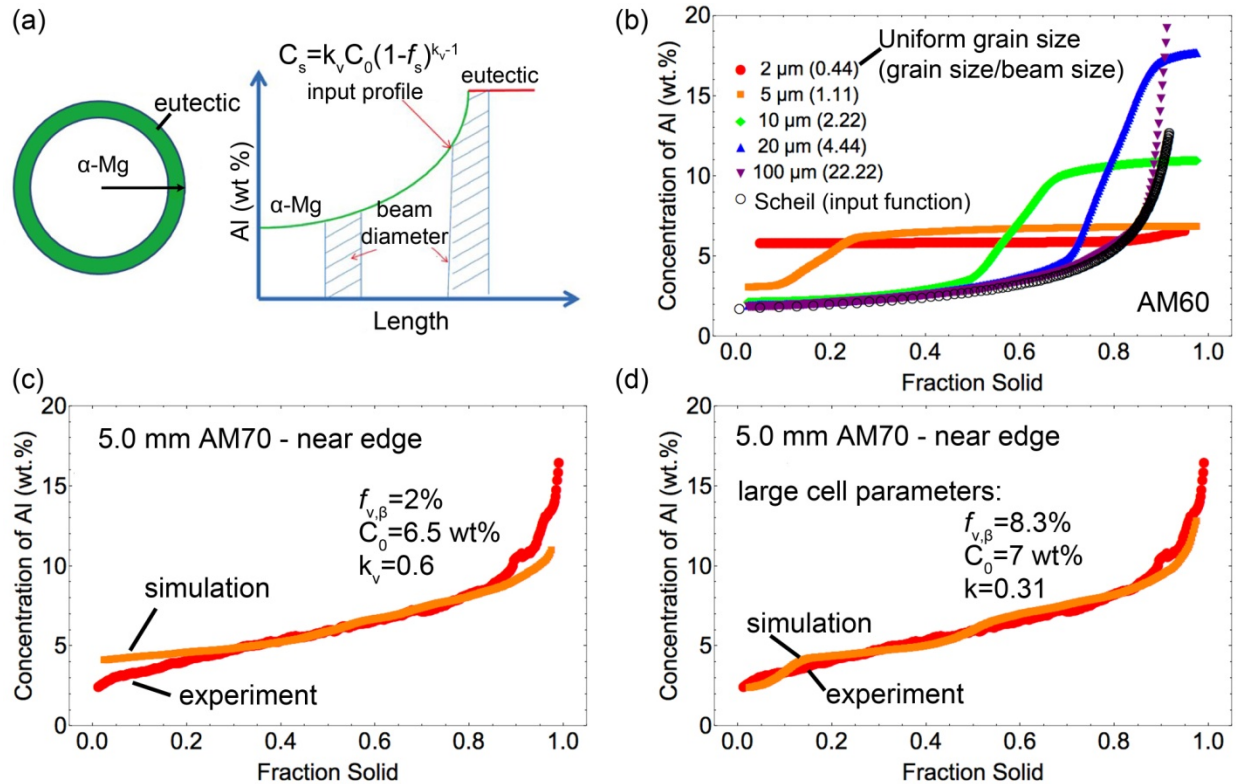 (a)
C_s=k_vC_0(1-f_s)^{k_v-1}
input profile
eutectic
eutectic
α-Mg
α-Mg
beam
diameter
Al (wt %)
Length
(b)
20
15
10
5
0
Concentration of Al (wt.%)
Uniform grain size
(grain size/beam size)
2 μm (0.44)
5 μm (1.11)
10 μm (2.22)
20 μm (4.44)
100 μm (22.22)
Scheil (input function)
AM60
0.0 0.2 0.4 0.6 0.8 1.0
Fraction Solid
(c)
20
15
10
5
0
Concentration of Al (wt.%)
5.0 mm AM70 - near edge
f_{v,β}=2%
C_0=6.5 wt%
k_v=0.6
simulation
experiment
0.0 0.2 0.4 0.6 0.8 1.0
Fraction Solid
(d)
20
15
10
5
0
Concentration of Al (wt.%)
5.0 mm AM70 - near edge
large cell parameters:
f_{v,β}=8.3%
C_0=7 wt%
k=0.31
simulation
experiment
0.0 0.2 0.4 0.6 0.8 1.0
Fraction Solid